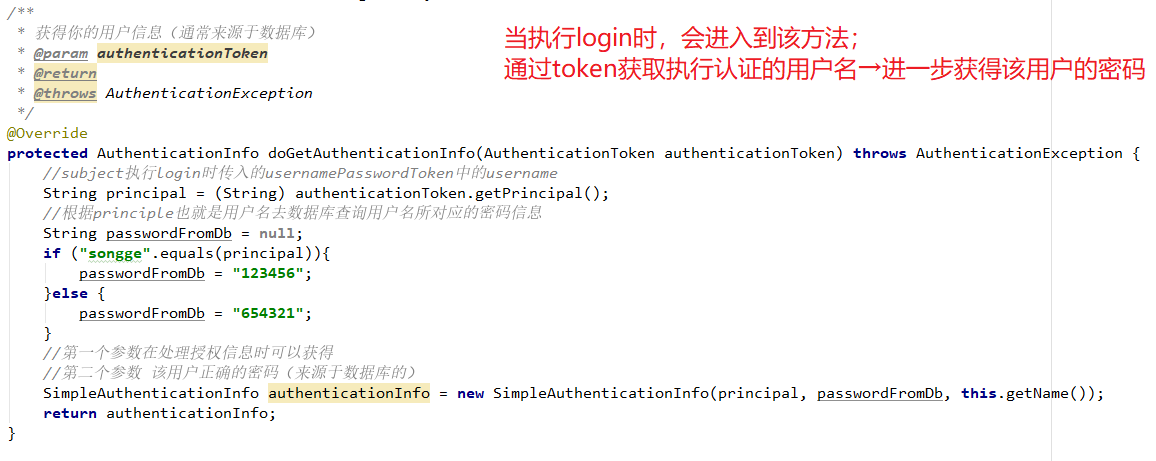 /**
 * 获得你的用户信息（通常来源于数据库）
 * @param authenticationToken
 * @return
 * @throws AuthenticationException
 */
当执行login时，会进入到该方法；
通过token获取执行认证的用户名→进一步获得该用户的密码
@Override
protected AuthenticationInfo doGetAuthenticationInfo(AuthenticationToken authenticationToken) throws AuthenticationException {
    //subject执行login时传入的usernamePasswordToken中的username
    String principal = (String) authenticationToken.getPrincipal();
    //根据principle也就是用户名去数据库查询用户名所对应的密码信息
    String passwordFromDb = null;
    if ("songge".equals(principal)){
        passwordFromDb = "123456";
    }else {
        passwordFromDb = "654321";
    }
    //第一个参数在处理授权信息时可以获得
    //第二个参数 该用户正确的密码（来源于数据库的）
    SimpleAuthenticationInfo authenticationInfo = new SimpleAuthenticationInfo(principal, passwordFromDb, this.getName());
    return authenticationInfo;
}